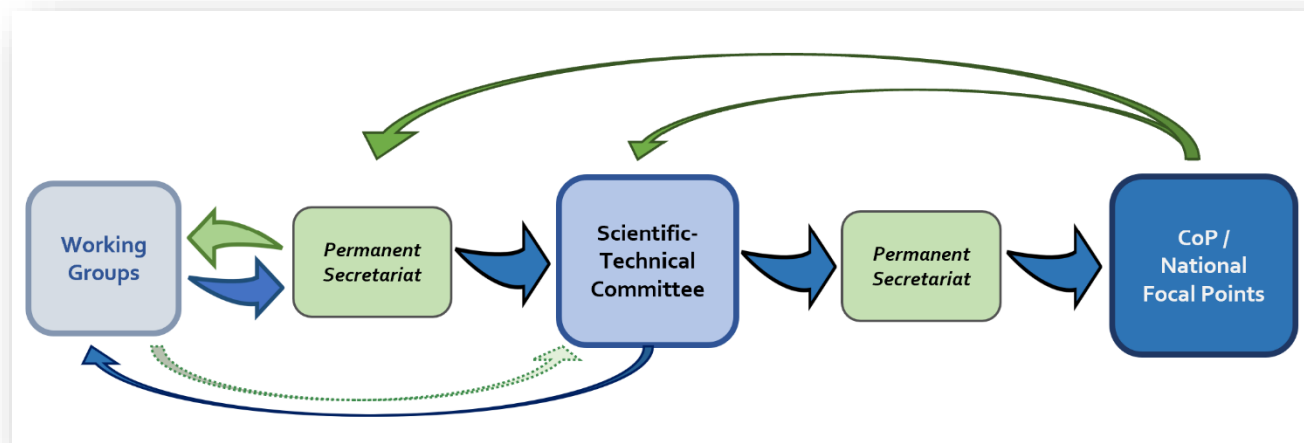 Working
Groups
Permanent
Secretariat
Scientific-
Technical
Committee
Permanent
Secretariat
CoP /
National
Focal Points